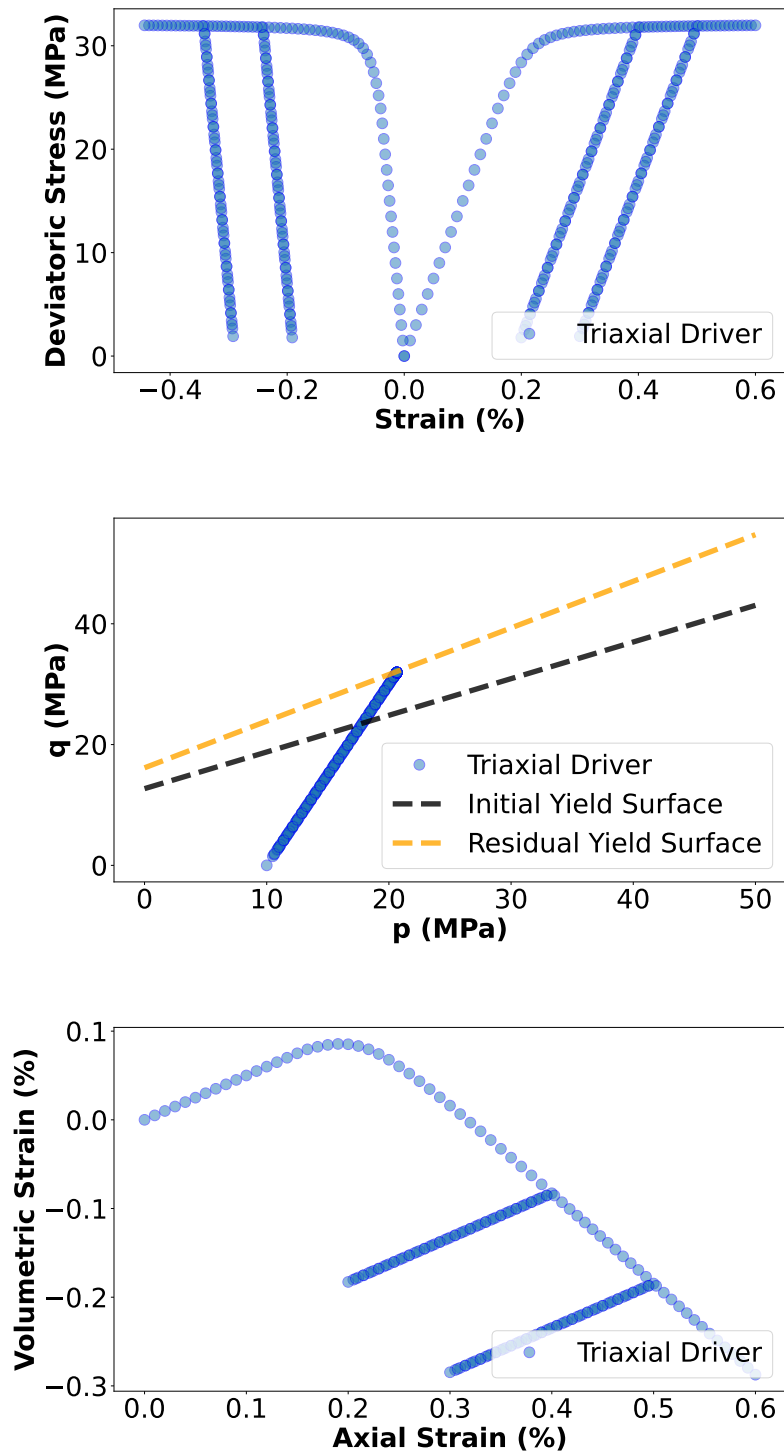 Deviatoric Stress (MPa)
30
20
10
0
−0.4 −0.2 0.0 0.2 0.4 0.6
Strain (%)
Triaxial Driver
q (MPa)
40
20
0
0 10 20 30 40 50
p (MPa)
Triaxial Driver
Initial Yield Surface
Residual Yield Surface
Volumetric Strain (%)
0.1
0.0
−0.1
−0.2
−0.3
0.0 0.1 0.2 0.3 0.4 0.5 0.6
Axial Strain (%)
Triaxial Driver